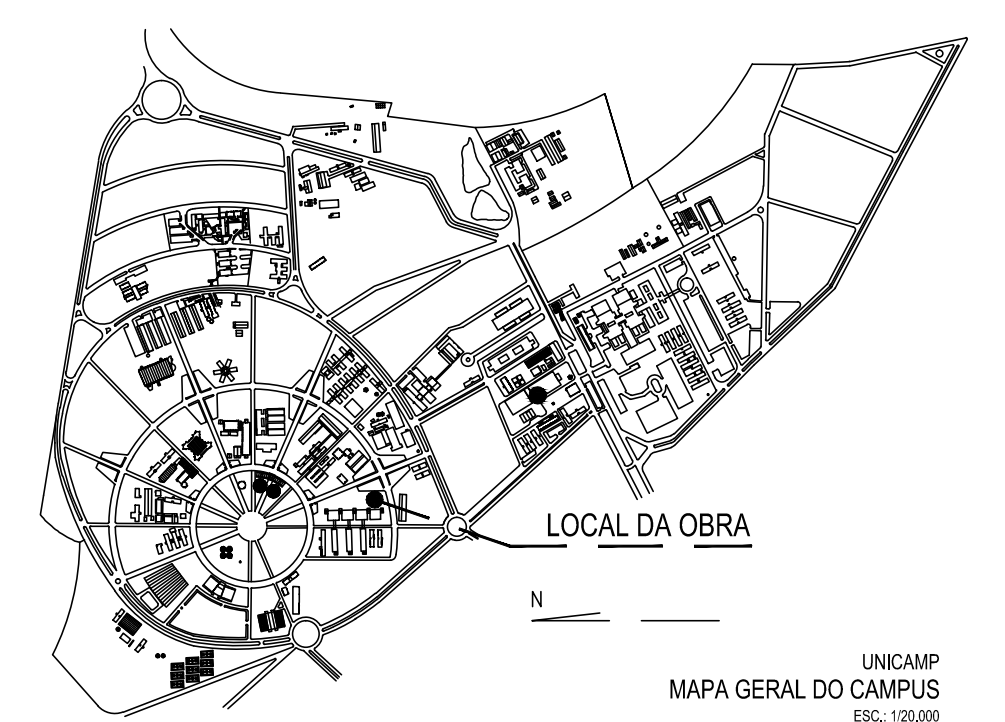 LOCAL DA OBRA
N
UNICAMP
MAPA GERAL DO CAMPUS
ESC.: 1/20.000